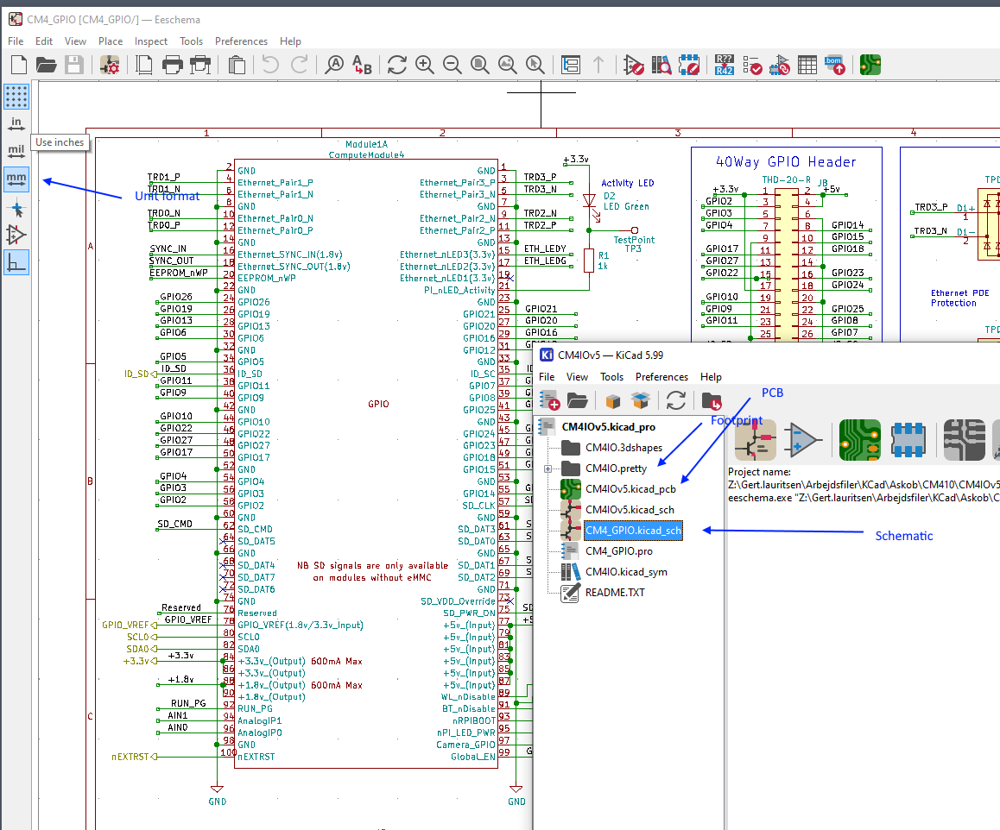 CM4_GPIO [CM4_GPIO/] — Eeschema
File Edit View Place Inspect Tools Preferences Help
A B
R?? R42
bom
in
mil
mm
Use inches
Unit format
1 2 3 4
A
B
C
Module1A
ComputeModule4
GPIO
NB SD signals are only available
on modules without eMMC
TRD1_P
TRD1_N
TRD0_N
TRD0_P
SYNC_IN
SYNC_OUT
EEPROM_nWP
GPIO26
GPIO19
GPIO13
GPIO6
GPIO5
ID_SD ID_SD
GPIO11
GPIO9
GPIO10
GPIO22
GPIO27
GPIO17
GPIO4
GPIO3
GPIO2
SD_CMD
Reserved
GPIO_VREF GPIO_VREF
SCL0
SDA0
+3.3v +3.3v
+1.8v
RUN_PG
AIN1
AIN0
nEXTRST
2 GND
4 Ethernet_Pair1_P
6 Ethernet_Pair1_N
8 GND
10 Ethernet_Pair0_N
12 Ethernet_Pair0_P
14 GND
16 Ethernet_SYNC_IN(1.8v)
18 Ethernet_SYNC_OUT(1.8v)
20 EEPROM_nWP
22 GND
24 GPIO26
26 GPIO19
28 GPIO13
30 GPIO6
32 GND
34 GPIO5
36 ID_SD
38 GPIO11
40 GPIO9
42 GND
44 GPIO10
46 GPIO22
48 GPIO27
50 GPIO17
52 GND
54 GPIO4
56 GPIO3
58 GPIO2
60 GND
62 SD_CMD
64 SD_DAT5
66 GND
68 SD_DAT4
70 SD_DAT7
72 SD_DAT6
74 GND
76 Reserved
78 GPIO_VREF(1.8v/3.3v_Input)
80 SCL0
82 SDA0
84 +3.3v_(Output) 600mA Max
86 +3.3v_(Output)
88 +1.8v_(Output) 600mA Max
90 +1.8v_(Output)
92 RUN_PG
94 AnalogIP1
96 AnalogIP0
98 GND
100 nEXTRST
GND
GND 1
Ethernet_Pair3_P 3 TRD3_P
Ethernet_Pair3_N 5 TRD3_N
GND 7
Ethernet_Pair2_N 9 TRD2_N
Ethernet_Pair2_P 11 TRD2_P
GND 13
Ethernet_nLED3(3.3v) 15 ETH_LEDY
Ethernet_nLED2(3.3v) 17 ETH_LEDG
Ethernet_nLED1(3.3v) 19
PI_nLED_Activity 21
GND 23
GPIO21 25 GPIO21
GPIO20 27 GPIO20
GPIO16 29 GPIO16
GPIO12 31
GND 33
ID_SC 35
GPIO7 37
GPIO8 39
GPIO25 41
GND 43
GPIO24 45
GPIO23 47
GPIO18 49
GPIO15 51
GND 53
GPIO14 55
SD_CLK 57
GND 59
SD_DAT3 61
SD_DAT0 63
GND 65
SD_DAT1 67
SD_DAT2 69
GND 71
SD_VDD_Override 73
SD_PWR_ON 75
+5v_(Input) 77
+5v_(Input) 79
+5v_(Input) 81
+5v_(Input) 83
+5v_(Input) 85
+5v_(Input) 87
WL_nDisable 89
BT_nDisable 91
nRPIBOOT 93
nPI_LED_PWR 95
Camera_GPIO 97
Global_EN 99
GND
+3.3v
Activity LED
D2
LED Green
TestPoint
TP3
R1
1k
40Way GPIO Header
THD-20-R J8
+3.3v 1 2 +5v
GPIO2 3 4
GPIO3 5 6
GPIO4 7 8 GPIO14
9 10 GPIO15
GPIO17 11 12 GPIO18
GPIO27 13 14
GPIO22 15 16 GPIO23
17 18 GPIO24
GPIO10 19 20
GPIO9 21 22 GPIO25
GPIO11 23 24 GPIO8
25 26 GPIO7
TPD
TRD3_P D1+
1
TRD3_N D1-
2
Ethernet POE
Protection
TPD
CM4IOv5 — KiCad 5.99
File View Tools Preferences Help
PCB
Footprint
CM4IOv5.kicad_pro
CM4IO.3dshapes
CM4IO.pretty
CM4IOv5.kicad_pcb
CM4IOv5.kicad_sch
CM4_GPIO.kicad_sch
CM4_GPIO.pro
CM4IO.kicad_sym
README.TXT
Schematic
Project name:
Z:\Gert.lauritsen\Arbejdsfiler\KCad\Askob\CM410\CM4IOv5
eeschema.exe "Z:\Gert.lauritsen\Arbejdsfiler\KCad\Askob\C